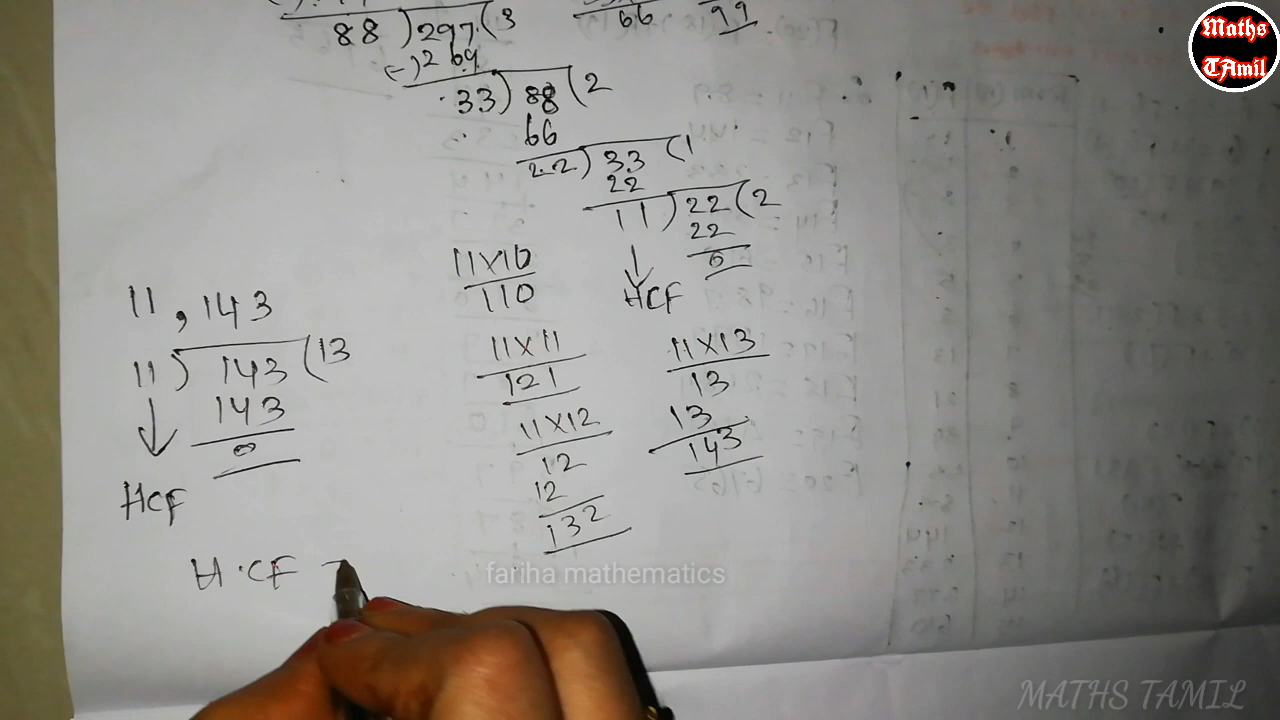 88 ) 297 ( 3
66
99
(-) 264
33 ) 88 ( 2
66
22 ) 33 ( 1
22
11 ) 22 ( 2
22
0
HCF
11 , 143
11 ) 143 ( 13
143
0
HCF
11x10
110
11x11
121
11x12
12
12
132
11x13
13
13
143
H.CF =
fariha mathematics
Maths
TAmil
MATHS TAMIL